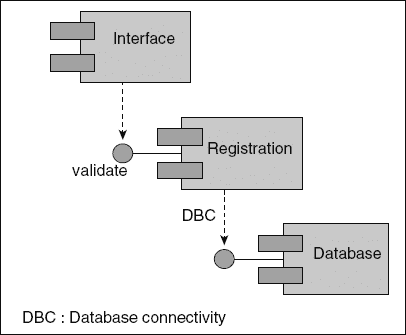 Interface
validate
Registration
DBC
Database
DBC : Database connectivity